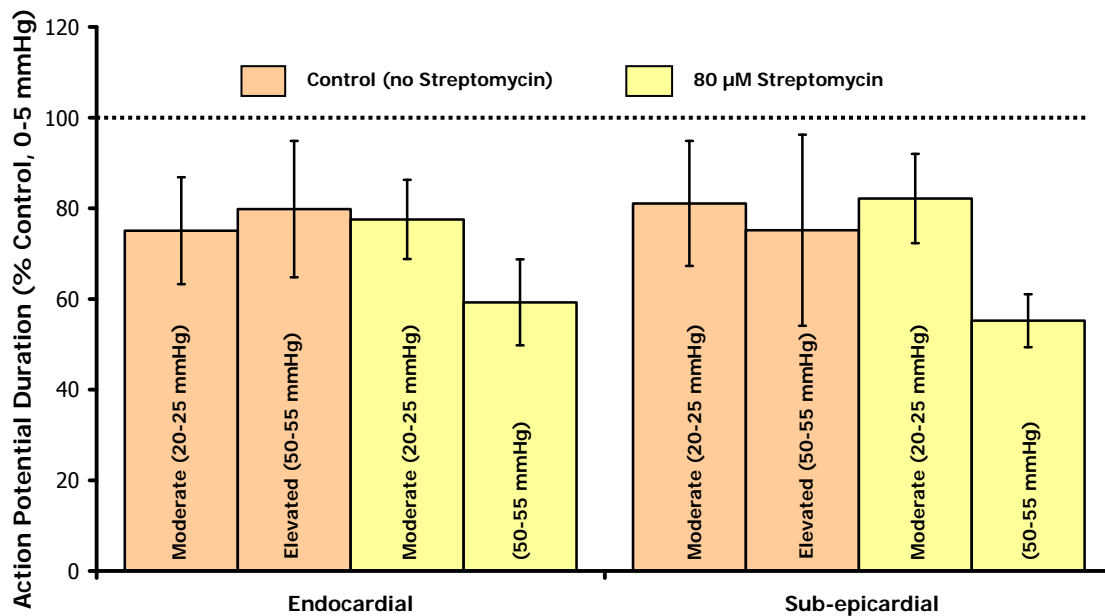 Action Potential Duration (% Control, 0-5 mmHg)
120
100
80
60
40
20
0
Control (no Streptomycin)
80 µM Streptomycin
Moderate (20-25 mmHg)
Elevated (50-55 mmHg)
Moderate (20-25 mmHg)
(50-55 mmHg)
Moderate (20-25 mmHg)
Elevated (50-55 mmHg)
Moderate (20-25 mmHg)
(50-55 mmHg)
Endocardial
Sub-epicardial